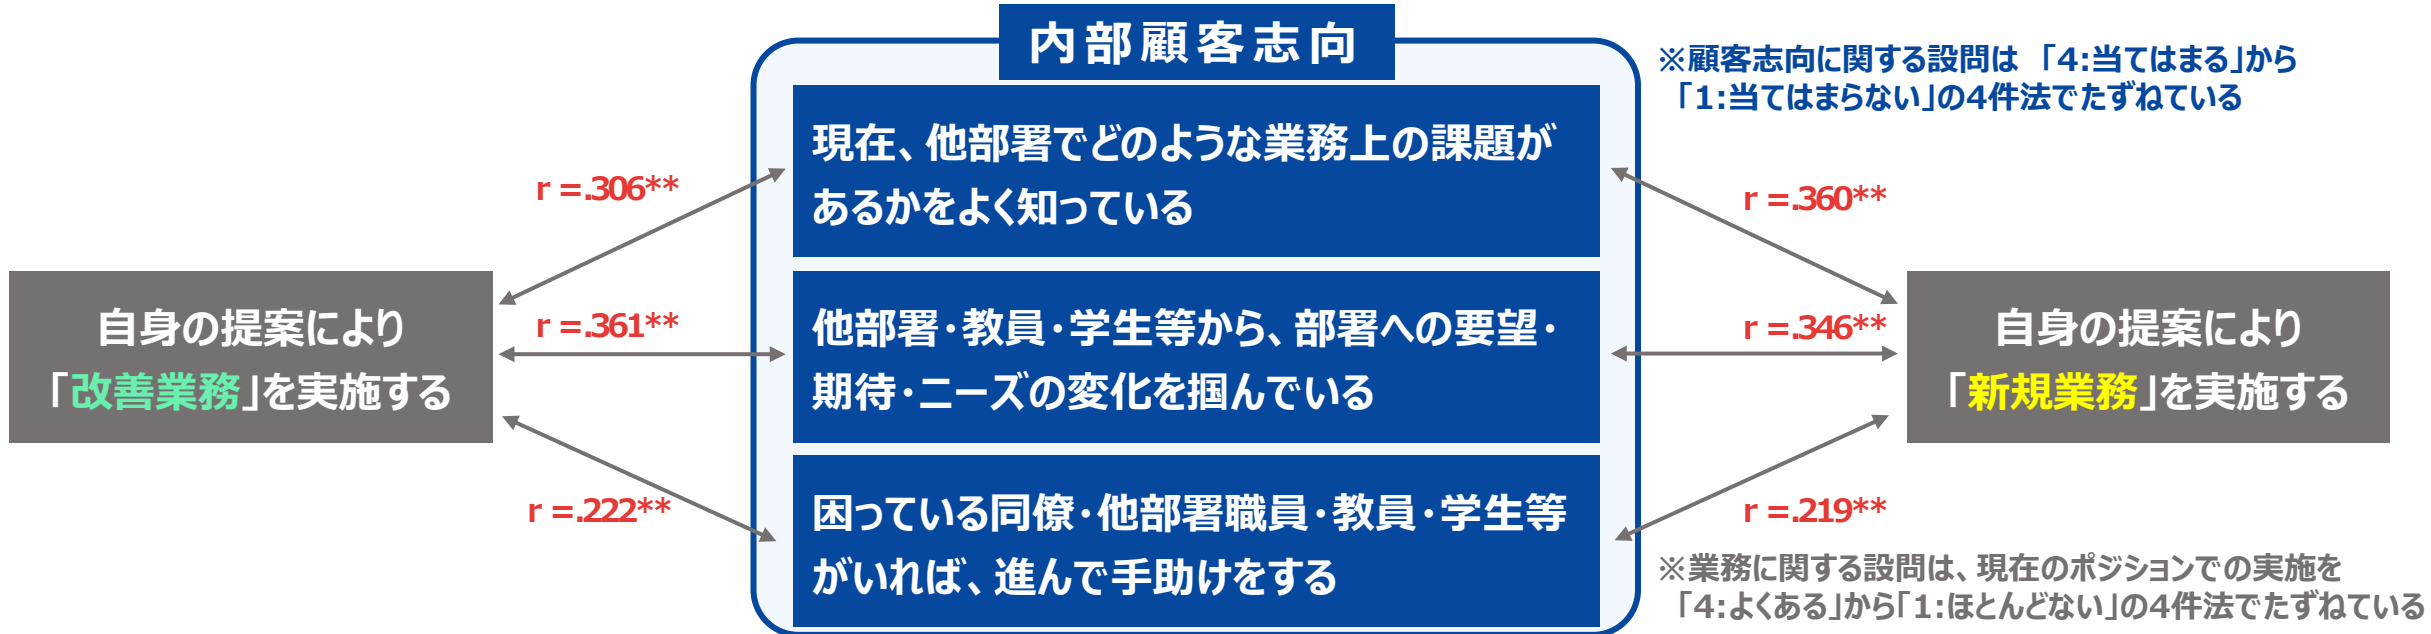 内部顧客志向
※顧客志向に関する設問は 「4:当てはまる」から
「1:当てはまらない」の4件法でたずねている
現在、他部署でどのような業務上の課題が
あるかをよく知っている
r =.306**
r =.360**
自身の提案により
「改善業務」を実施する
r =.361**
他部署・教員・学生等から、部署への要望・
期待・ニーズの変化を掴んでいる
r =.346**
自身の提案により
「新規業務」を実施する
r =.222**
困っている同僚・他部署職員・教員・学生等
がいれば、進んで手助けをする
r =.219**
※業務に関する設問は、現在のポジションでの実施を
「4:よくある」から「1:ほとんどない」の4件法でたずねている